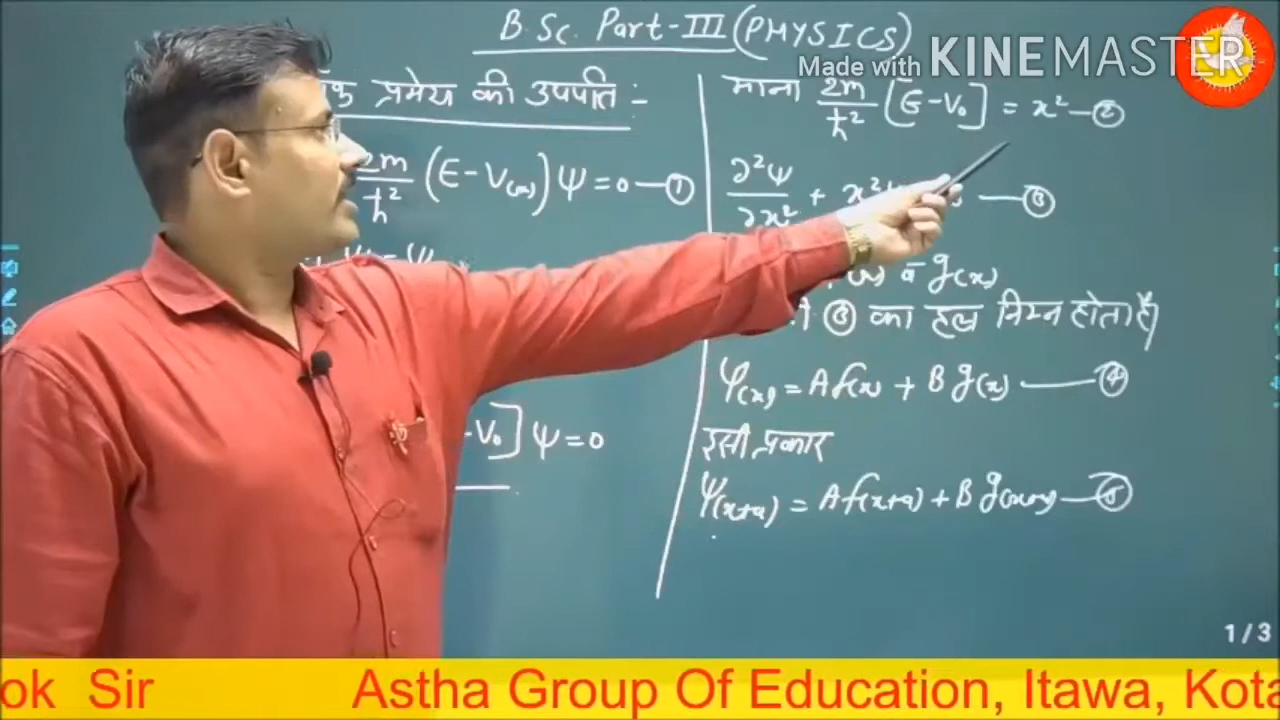 B.Sc. Part-III (PHYSICS)
Made with KINEMASTER
प्रमेय की उपपत्ति :-
2m/ħ² (E-V(x)) ψ = 0 — ①
-V₀] ψ = 0
माना 2m/ħ² [E-V₀] = x² — ②
∂²ψ/∂x² + x² — ③
व g(x)
③ का हल निम्न होता है
ψ(x) = A f(x) + B g(x) — ④
इसी प्रकार
ψ(x+a) = A f(x+a) + B g(x+a) — ⑤
1/3
ok Sir Astha Group Of Education, Itawa, Kota